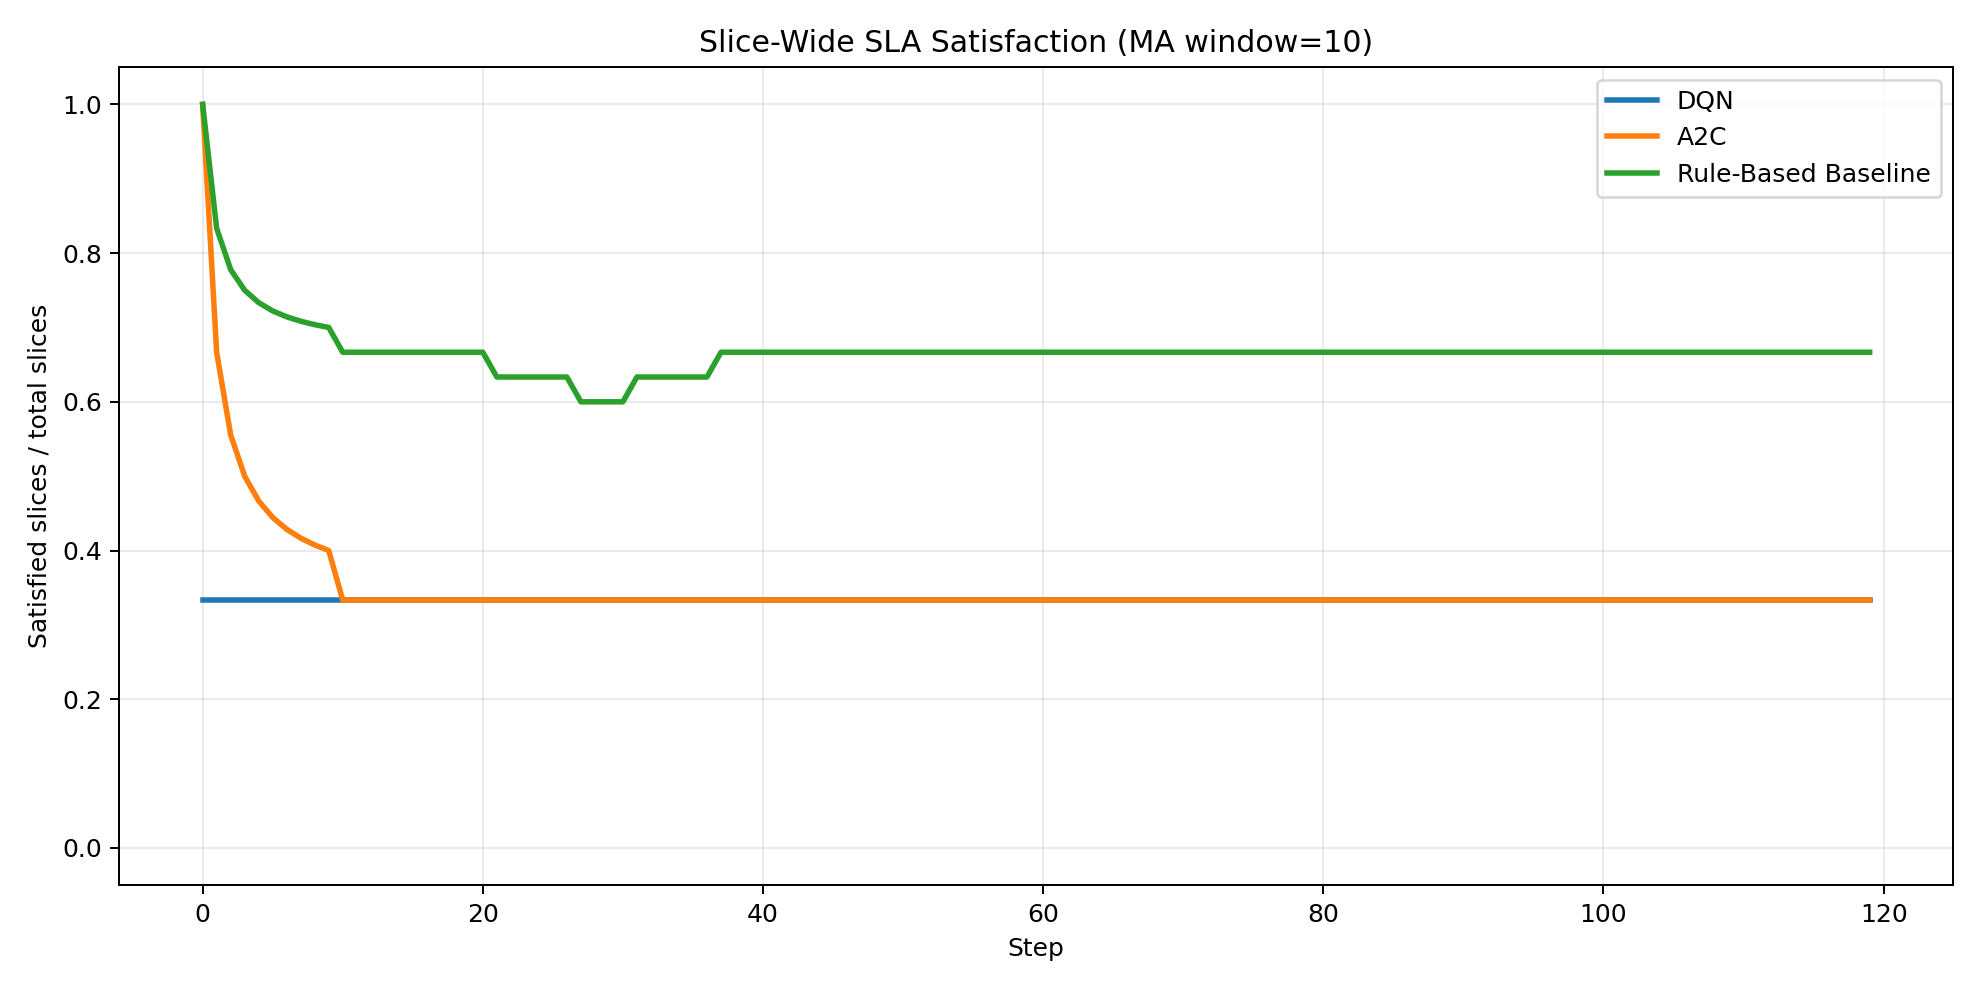 Slice-Wide SLA Satisfaction (MA window=10)
DQN
A2C
Rule-Based Baseline
Satisfied slices / total slices
1.0
0.8
0.6
0.4
0.2
0.0
0 20 40 60 80 100 120
Step